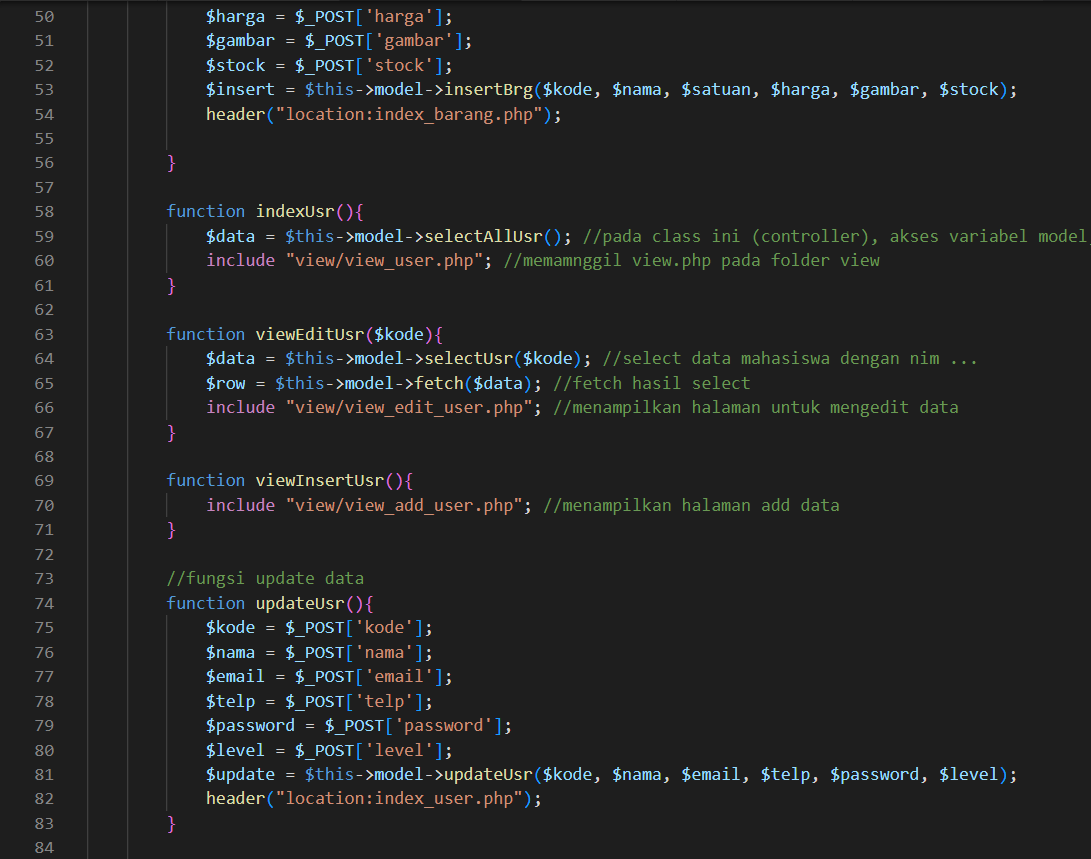 50 $harga = $_POST['harga'];
51 $gambar = $_POST['gambar'];
52 $stock = $_POST['stock'];
53 $insert = $this->model->insertBrg($kode, $nama, $satuan, $harga, $gambar, $stock);
54 header("location:index_barang.php");
55
56 }
57
58 function indexUsr(){
59 $data = $this->model->selectAllUsr(); //pada class ini (controller), akses variabel model,
60 include "view/view_user.php"; //memamnggil view.php pada folder view
61 }
62
63 function viewEditUsr($kode){
64 $data = $this->model->selectUsr($kode); //select data mahasiswa dengan nim ...
65 $row = $this->model->fetch($data); //fetch hasil select
66 include "view/view_edit_user.php"; //menampilkan halaman untuk mengedit data
67 }
68
69 function viewInsertUsr(){
70 include "view/view_add_user.php"; //menampilkan halaman add data
71 }
72
73 //fungsi update data
74 function updateUsr(){
75 $kode = $_POST['kode'];
76 $nama = $_POST['nama'];
77 $email = $_POST['email'];
78 $telp = $_POST['telp'];
79 $password = $_POST['password'];
80 $level = $_POST['level'];
81 $update = $this->model->updateUsr($kode, $nama, $email, $telp, $password, $level);
82 header("location:index_user.php");
83 }
84